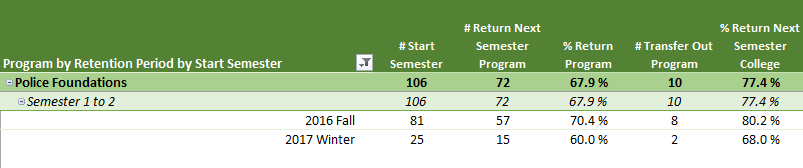 # Return Next % Return Next
# Start Semester % Return # Transfer Out Semester
Program by Retention Period by Start Semester Semester Program Program Program College
Police Foundations 106 72 67.9 % 10 77.4 %
Semester 1 to 2 106 72 67.9 % 10 77.4 %
2016 Fall 81 57 70.4 % 8 80.2 %
2017 Winter 25 15 60.0 % 2 68.0 %